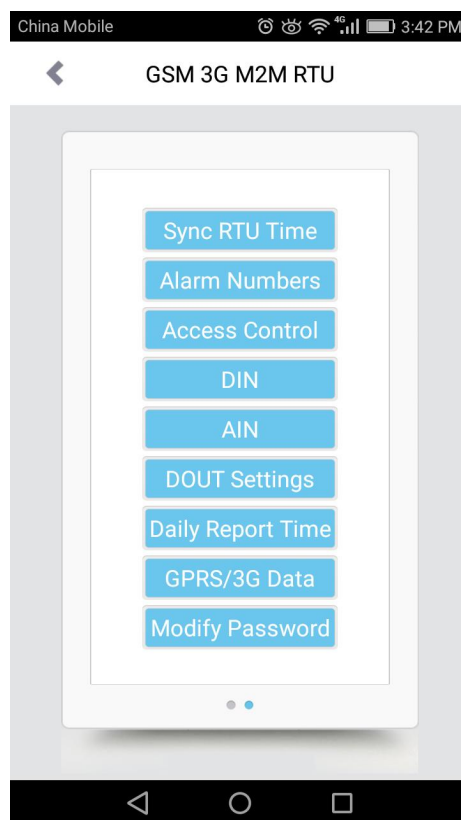 China Mobile 4G 3:42 PM
GSM 3G M2M RTU
Sync RTU Time
Alarm Numbers
Access Control
DIN
AIN
DOUT Settings
Daily Report Time
GPRS/3G Data
Modify Password